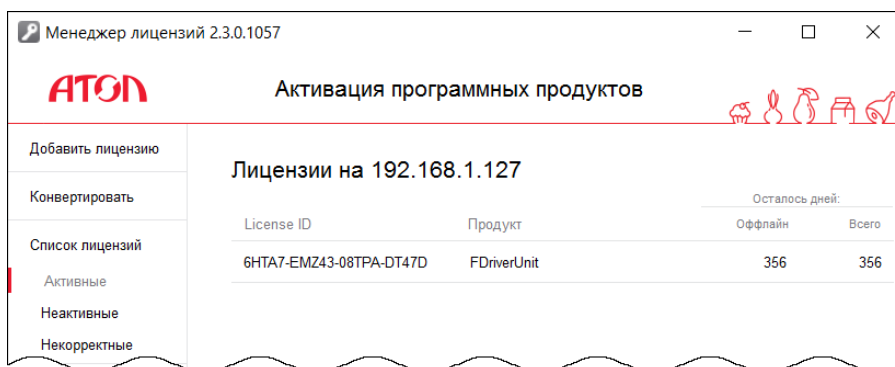 Менеджер лицензий 2.3.0.1057
АТОЛ
Активация программных продуктов
Добавить лицензию
Конвертировать
Список лицензий
Активные
Неактивные
Некорректные
Лицензии на 192.168.1.127
Осталось дней:
License ID Продукт Оффлайн Всего
6HTA7-EMZ43-08TPA-DT47D FDriverUnit 356 356